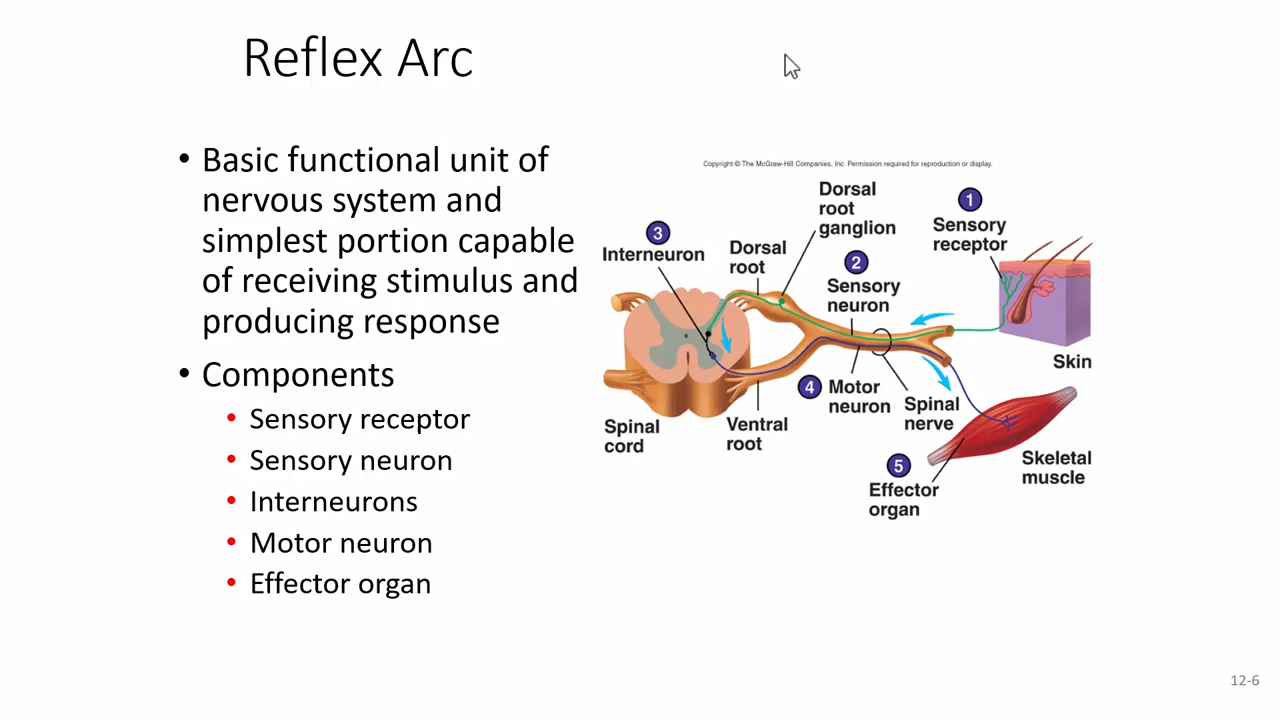 Reflex Arc
• Basic functional unit of
nervous system and
simplest portion capable
of receiving stimulus and
producing response
• Components
• Sensory receptor
• Sensory neuron
• Interneurons
• Motor neuron
• Effector organ
Copyright © The McGraw-Hill Companies, Inc. Permission required for reproduction or display.
Dorsal
root
ganglion
1
Sensory
receptor
3
Interneuron
Dorsal
root
2
Sensory
neuron
Skin
4
Motor
neuron
Spinal
nerve
Spinal
cord
Ventral
root
5
Effector
organ
Skeletal
muscle
12-6